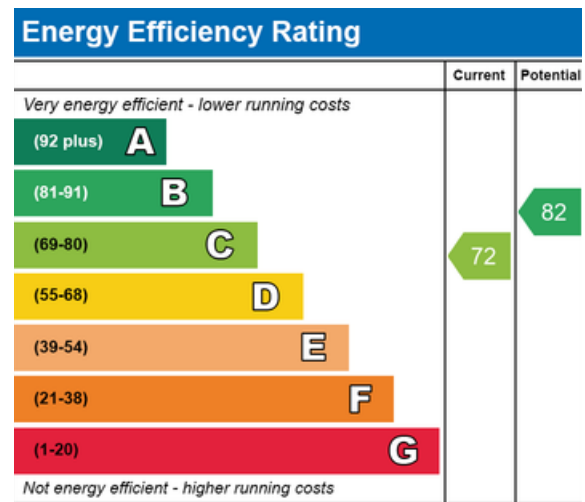 Energy Efficiency Rating
Current Potential
Very energy efficient - lower running costs
(92 plus) A
(81-91) B
82
(69-80) C
72
(55-68) D
(39-54) E
(21-38) F
(1-20) G
Not energy efficient - higher running costs